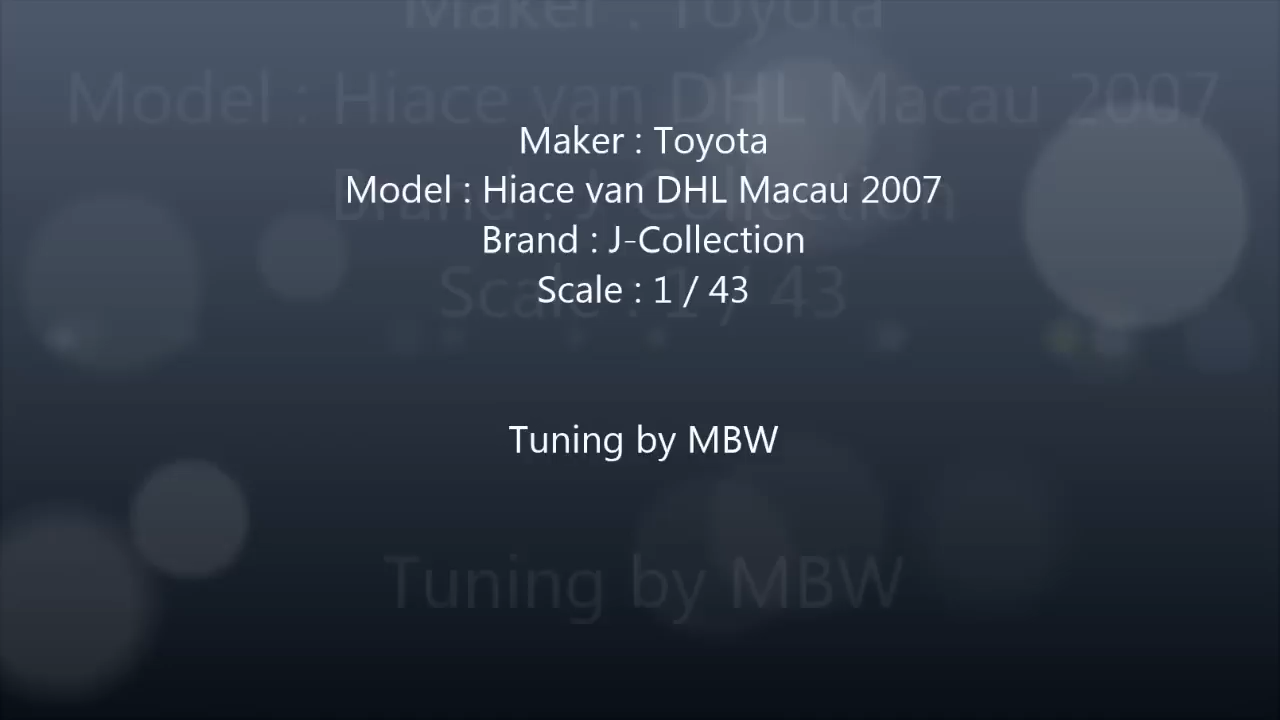 Maker : Toyota
Model : Hiace van DHL Macau 2007
Brand : J-Collection
Scale : 1 / 43
Tuning by MBW